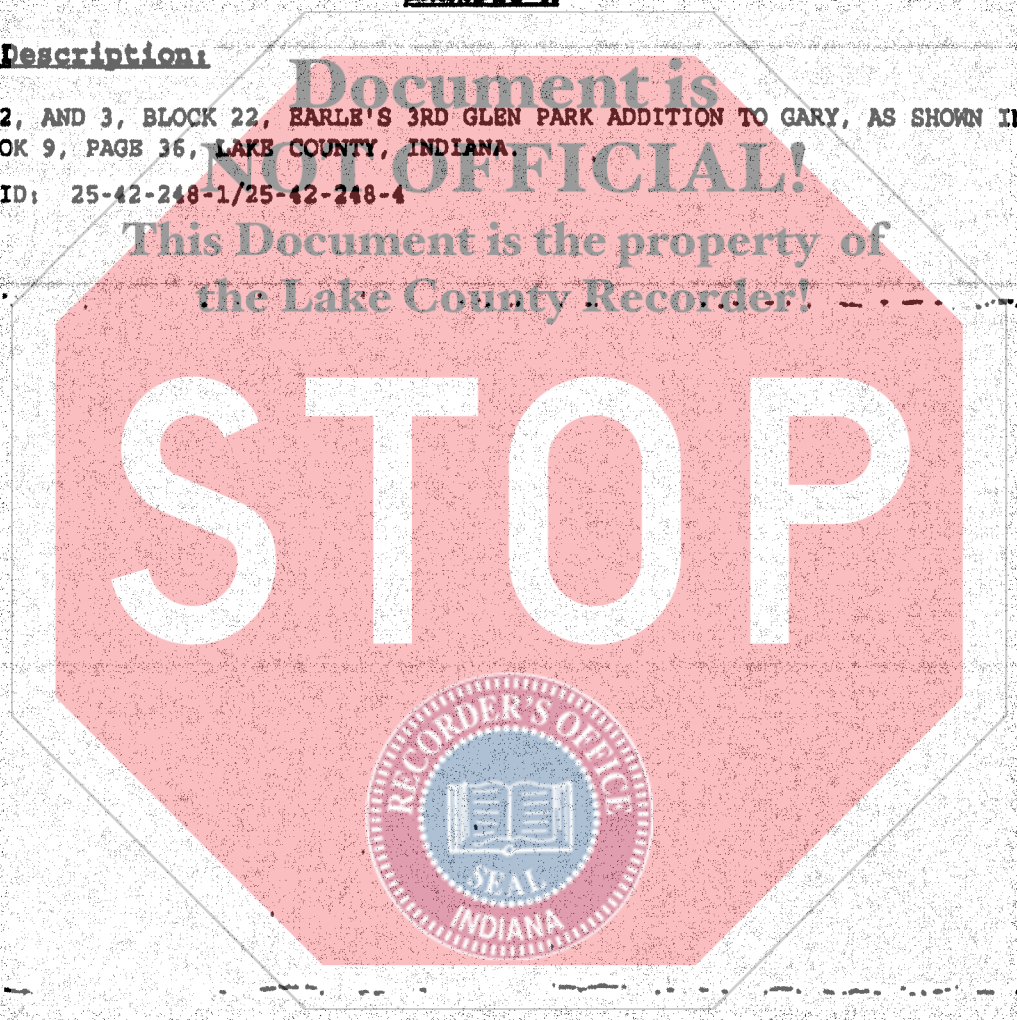 Description:
Document is
2, AND 3, BLOCK 22, EARLE'S 3RD GLEN PARK ADDITION TO GARY, AS SHOWN
OK 9, PAGE 36, LAKE COUNTY, INDIANA.
NOT OFFICIAL!
ID: 25-42-248-1/25-42-248-4
This Document is the property of
the Lake County Recorder!
STOP
RECORDER'S OFFICE
SEAL
INDIANA